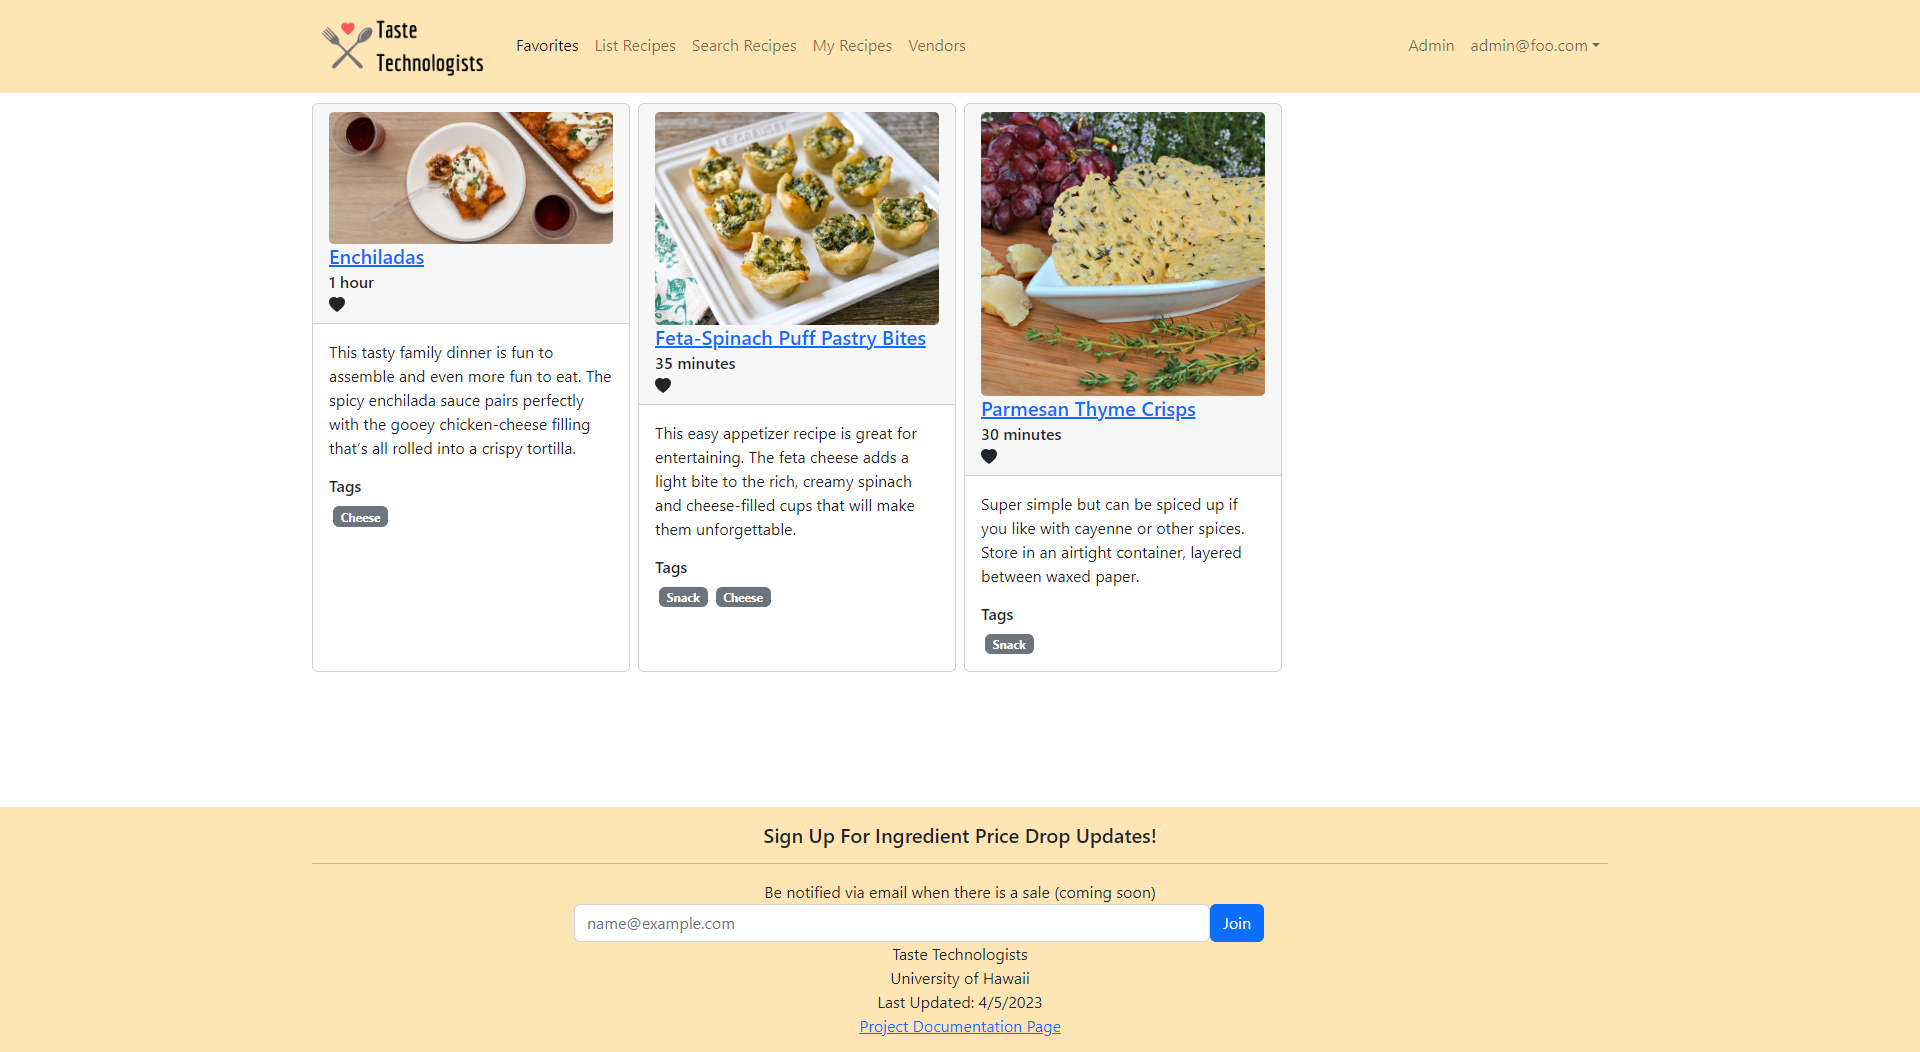 Taste
Technologists
Favorites List Recipes Search Recipes My Recipes Vendors Admin admin@foo.com
LE CREUSET
Enchiladas
1 hour
This tasty family dinner is fun to
assemble and even more fun to eat. The
spicy enchilada sauce pairs perfectly
with the gooey chicken-cheese filling
that's all rolled into a crispy tortilla.
Tags
Cheese
Feta-Spinach Puff Pastry Bites
35 minutes
This easy appetizer recipe is great for
entertaining. The feta cheese adds a
light bite to the rich, creamy spinach
and cheese-filled cups that will make
them unforgettable.
Tags
Snack Cheese
Parmesan Thyme Crisps
30 minutes
Super simple but can be spiced up if
you like with cayenne or other spices.
Store in an airtight container, layered
between waxed paper.
Tags
Snack
Sign Up For Ingredient Price Drop Updates!
Be notified via email when there is a sale (coming soon)
name@example.com Join
Taste Technologists
University of Hawaii
Last Updated: 4/5/2023
Project Documentation Page